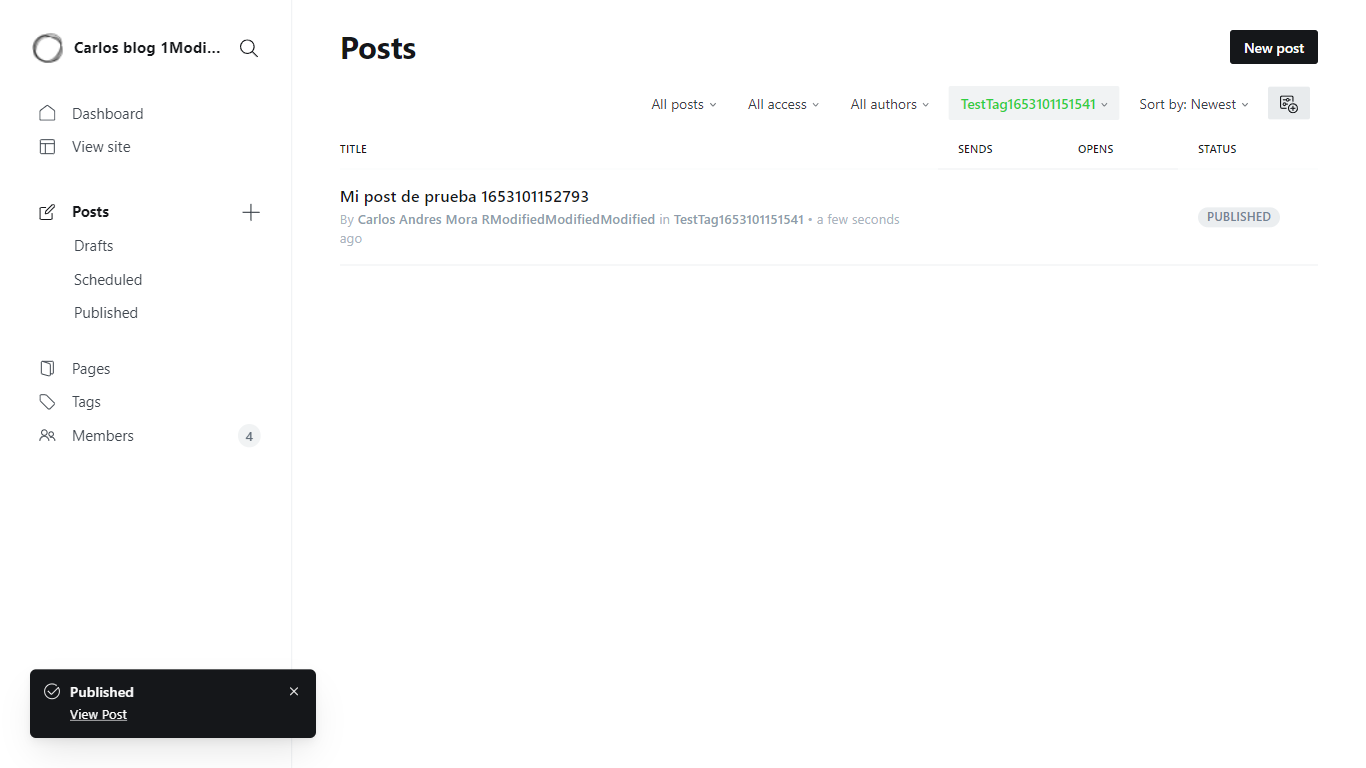 Carlos blog 1Modi...
Dashboard
View site
Posts
Drafts
Scheduled
Published
Pages
Tags
Members 4
Posts
New post
All posts All access All authors TestTag1653101151541 Sort by: Newest
TITLE SENDS OPENS STATUS
Mi post de prueba 1653101152793
By Carlos Andres Mora RModifiedModifiedModified in TestTag1653101151541 • a few seconds
ago
PUBLISHED
Published
View Post